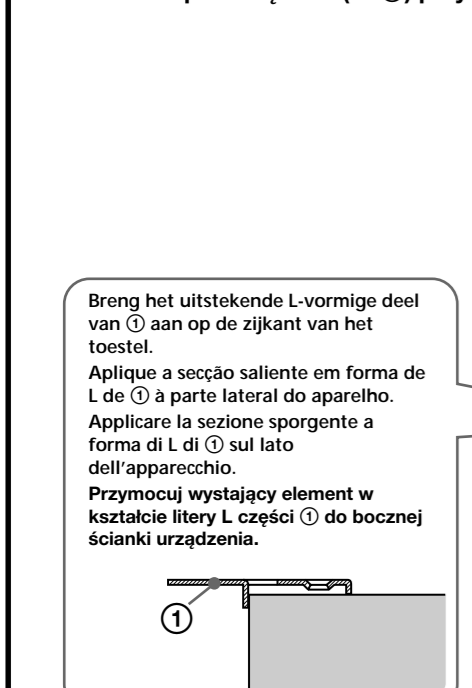 Breng het uitstekende L-vormige deel
van ① aan op de zijkant van het
toestel.
Aplique a secção saliente em forma de
L de ① à parte lateral do aparelho.
Applicare la sezione sporgente a
forma di L di ① sul lato
dell'apparecchio.
Przymocuj wystający element w
kształcie litery L części ① do bocznej
ścianki urządzenia.
①